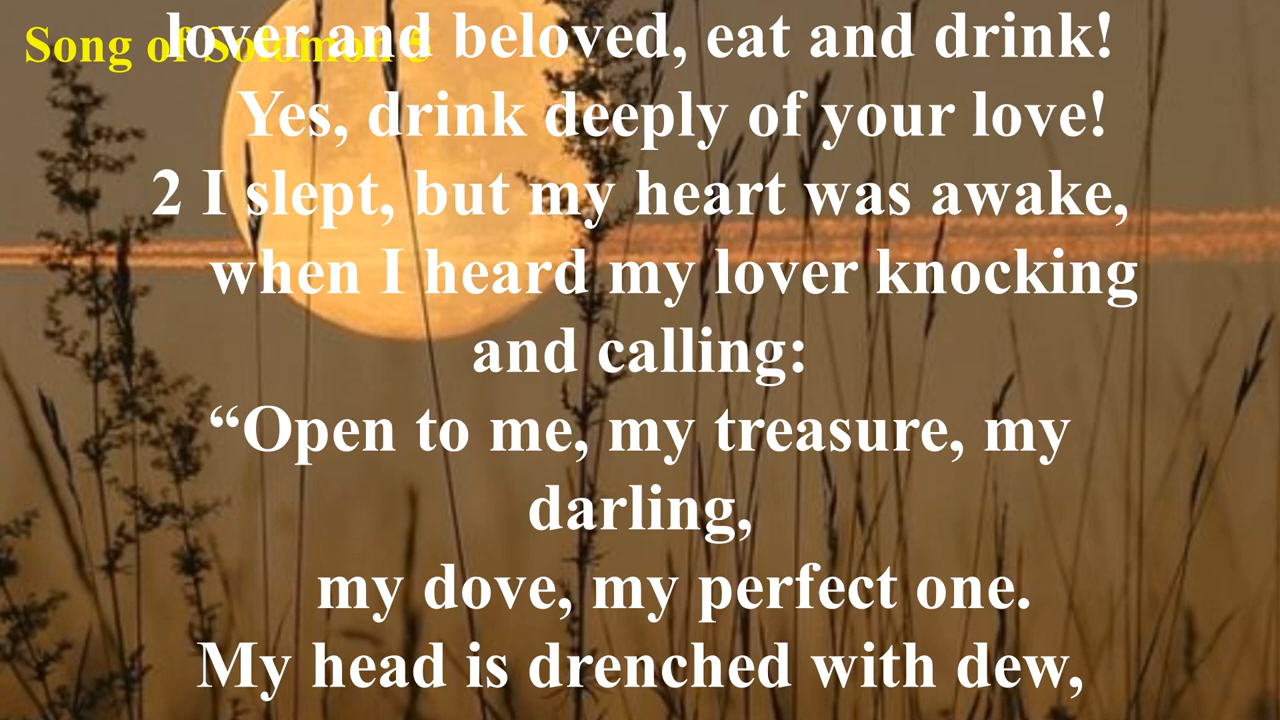 Song of Solomon 5
lover and beloved, eat and drink!
Yes, drink deeply of your love!
2 I slept, but my heart was awake,
when I heard my lover knocking
and calling:
“Open to me, my treasure, my
darling,
my dove, my perfect one.
My head is drenched with dew,